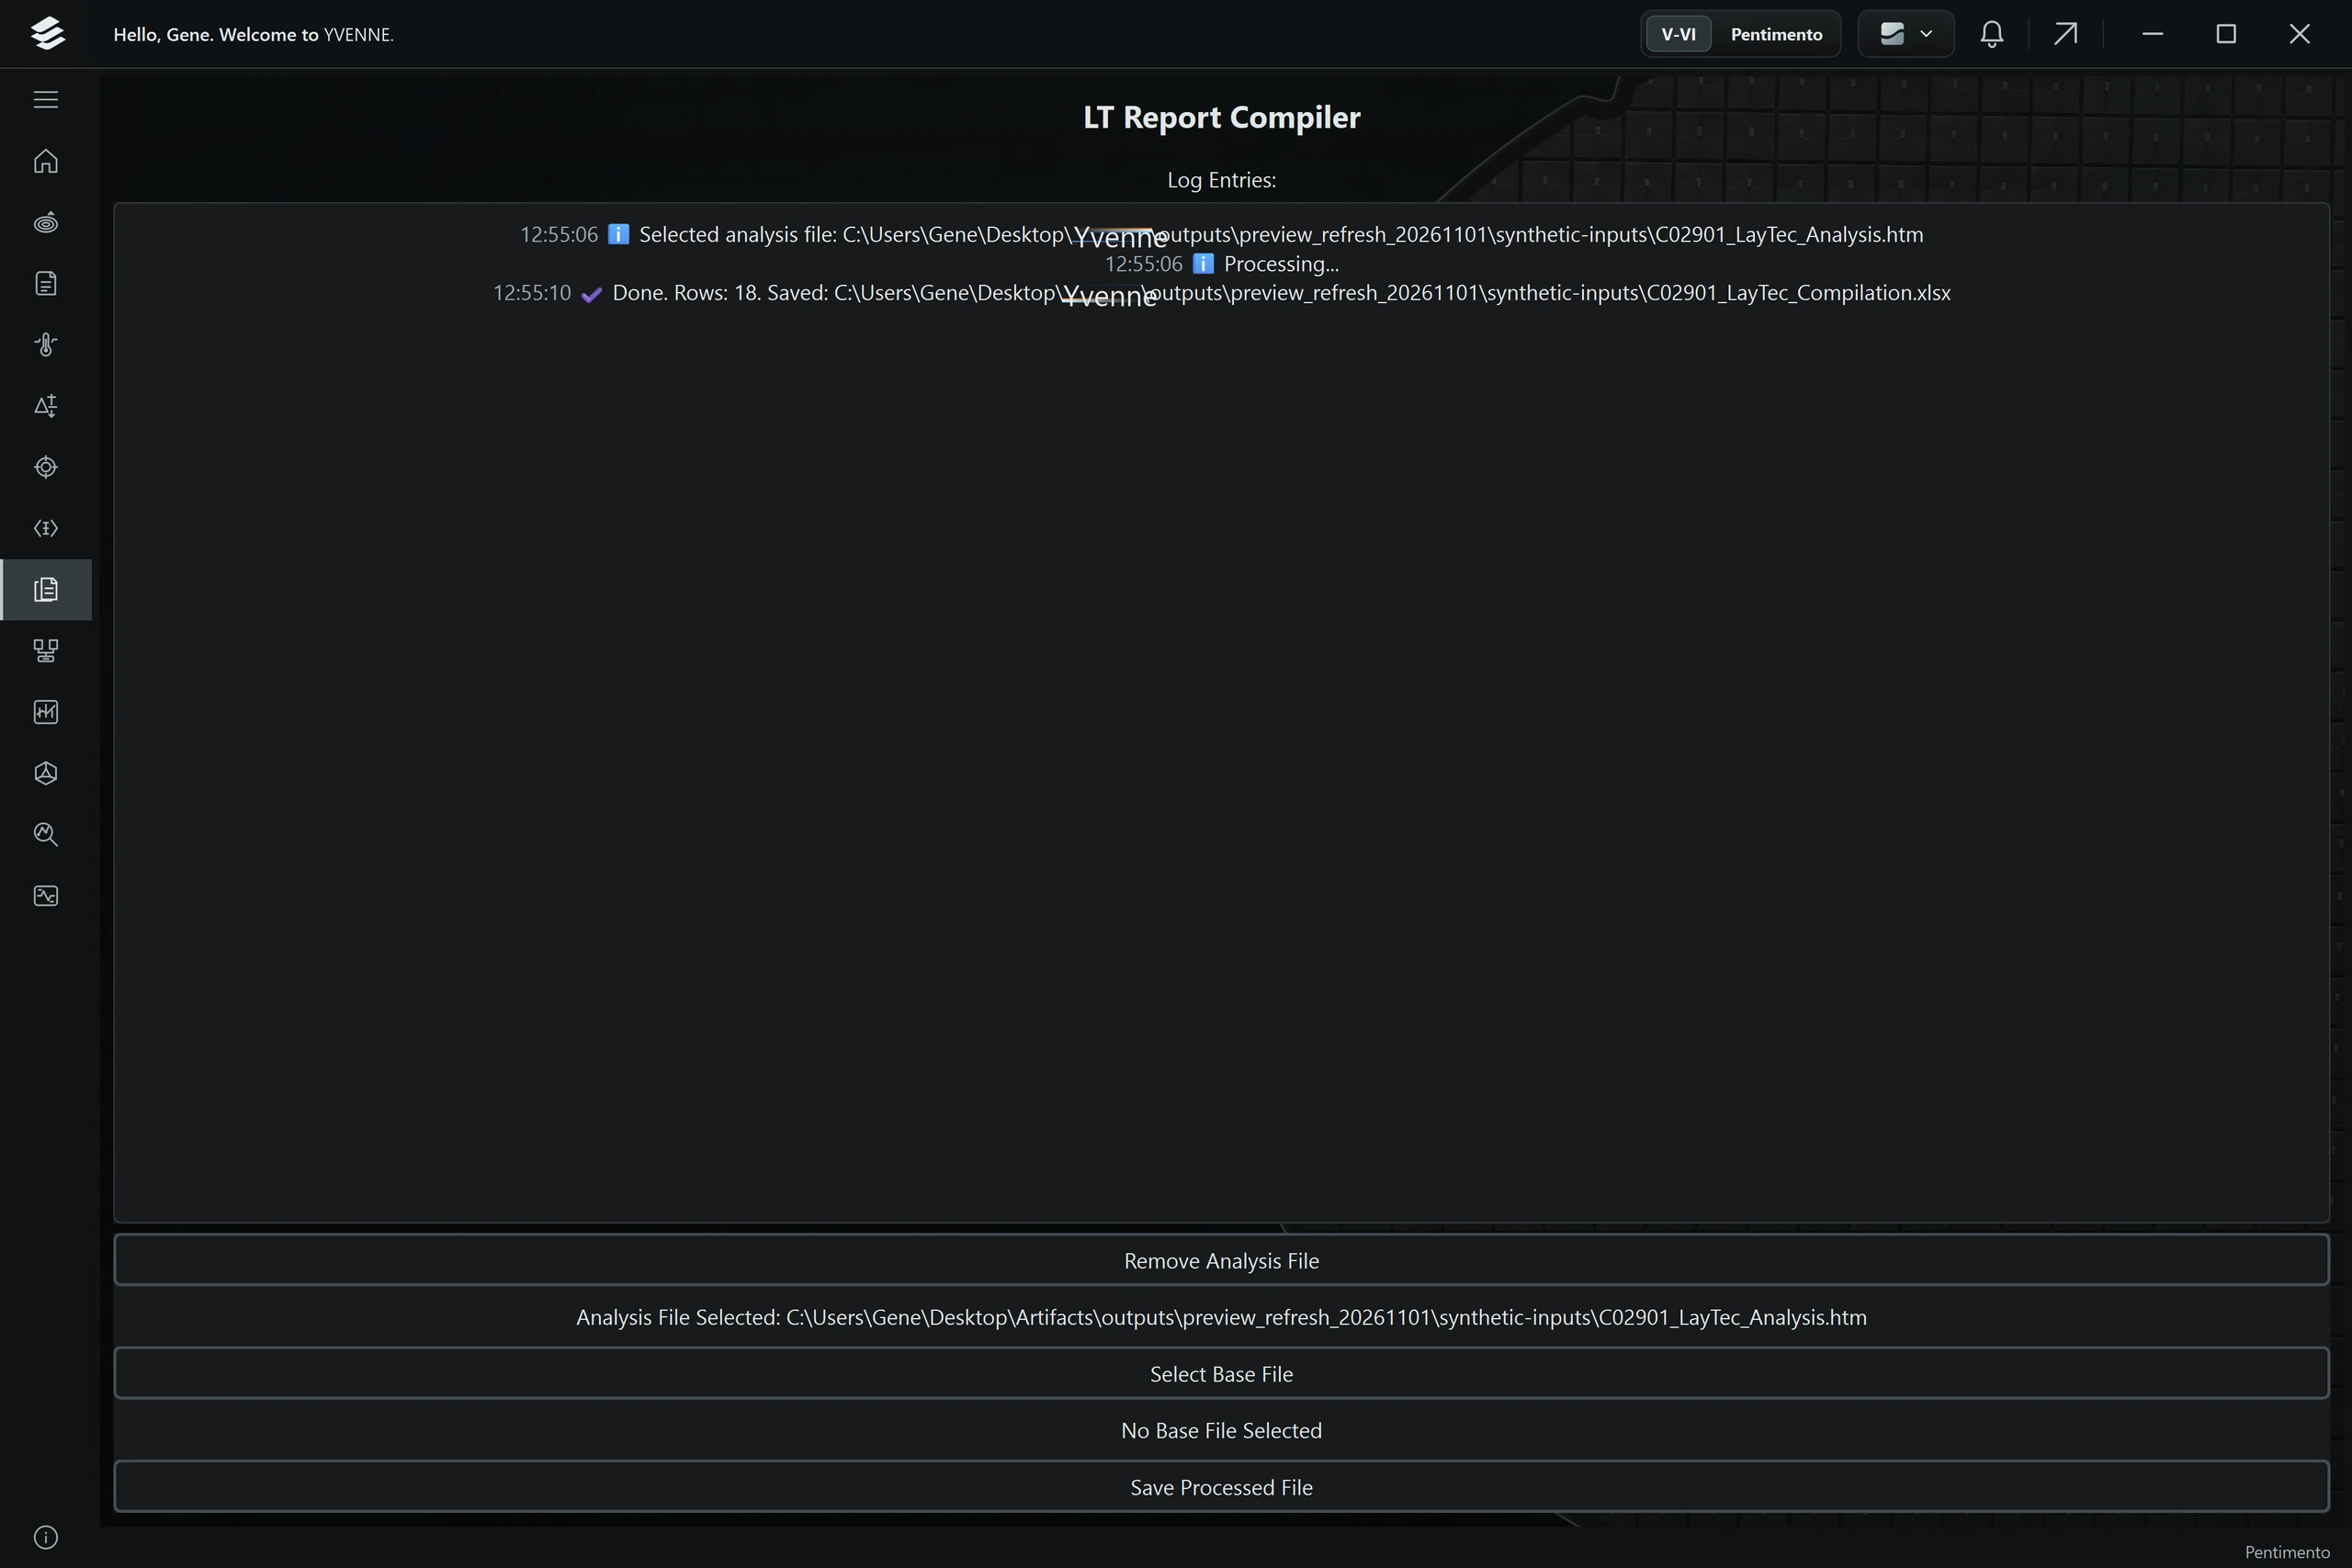 Hello, Gene. Welcome to YVENNE.
V-VI Pentimento
LT Report Compiler
Log Entries:
12:55:06 Selected analysis file: C:\Users\Gene\Desktop\Yvenne\outputs\preview_refresh_20261101\synthetic-inputs\C02901_LayTec_Analysis.htm
12:55:06 Processing...
12:55:10 Done. Rows: 18. Saved: C:\Users\Gene\Desktop\Yvenne\outputs\preview_refresh_20261101\synthetic-inputs\C02901_LayTec_Compilation.xlsx
Remove Analysis File
Analysis File Selected: C:\Users\Gene\Desktop\Artifacts\outputs\preview_refresh_20261101\synthetic-inputs\C02901_LayTec_Analysis.htm
Select Base File
No Base File Selected
Save Processed File
Pentimento